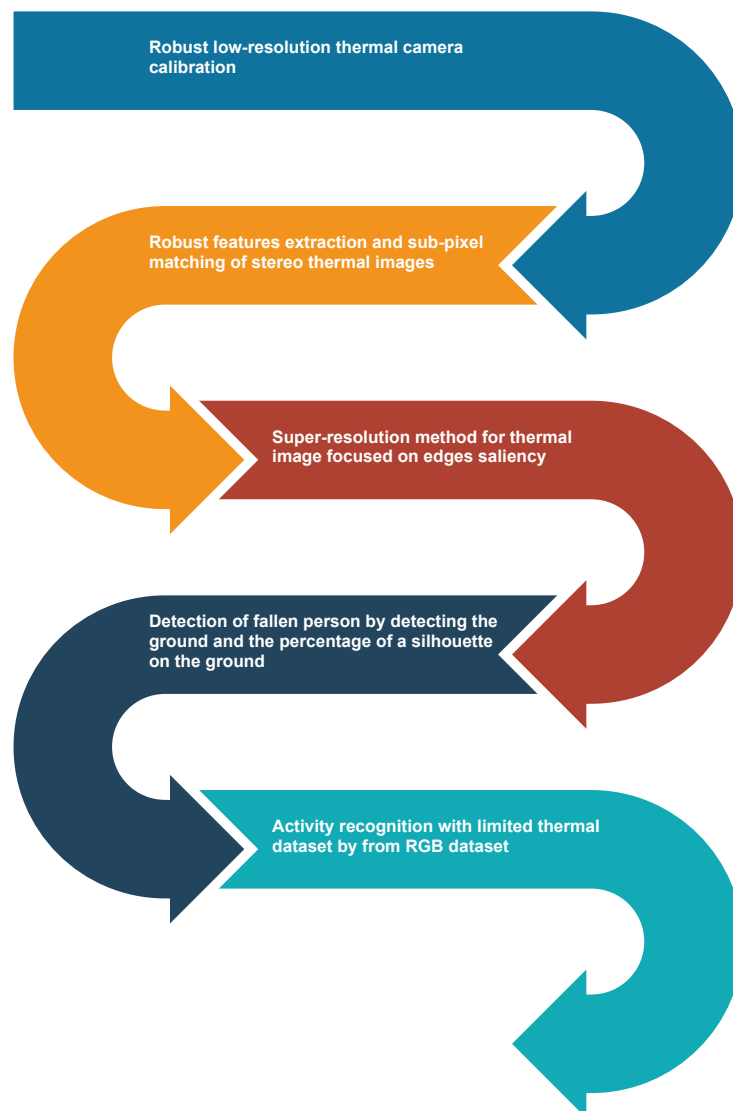 Robust low-resolution thermal camera
calibration
Robust features extraction and sub-pixel
matching of stereo thermal images
Super-resolution method for thermal
image focused on edges saliency
Detection of fallen person by detecting the
ground and the percentage of a silhouette
on the ground
Activity recognition with limited thermal
dataset by from RGB dataset